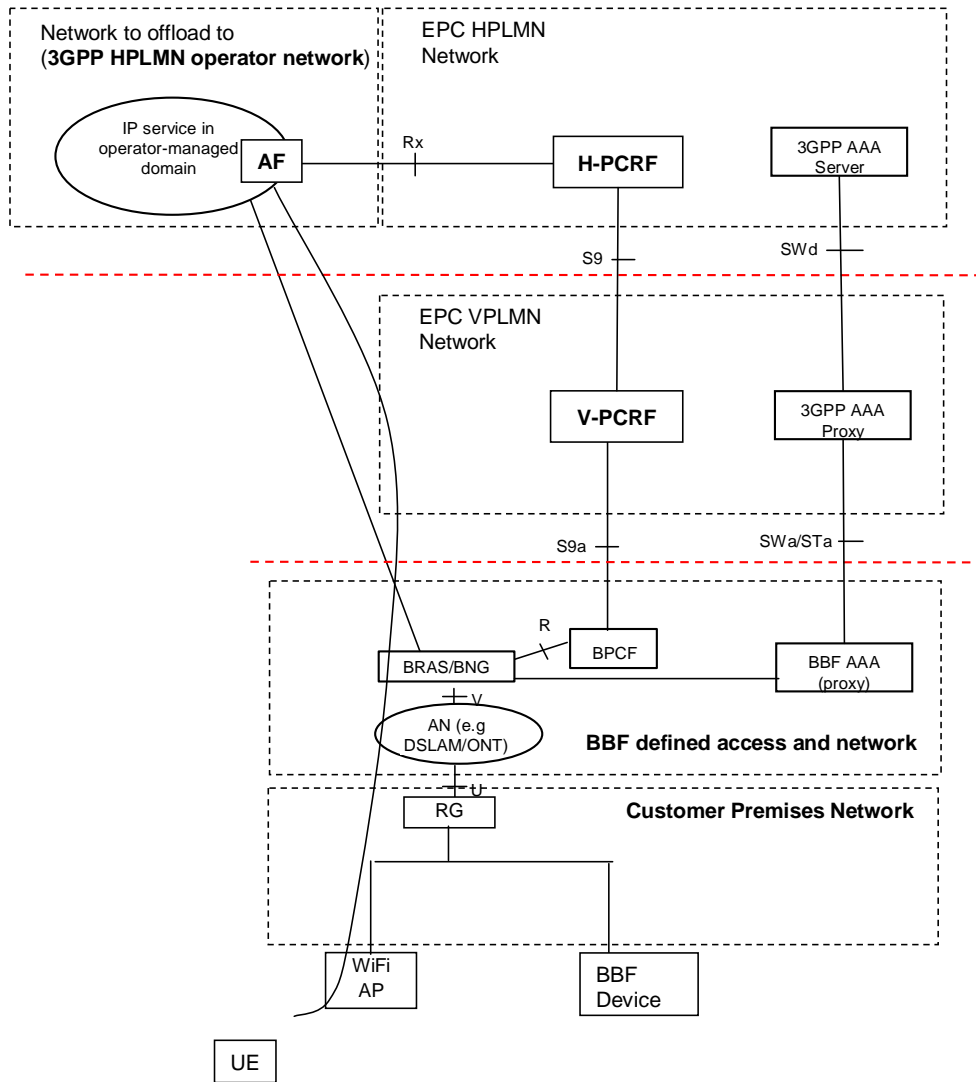 Network to offload to
(3GPP HPLMN operator network)
EPC HPLMN
Network
IP service in
operator-managed
domain
AF
Rx
H-PCRF
3GPP AAA
Server
S9
SWd
EPC VPLMN
Network
V-PCRF
3GPP AAA
Proxy
S9a
SWa/STa
R
BPCF
BRAS/BNG
BBF AAA
(proxy)
V
AN (e.g
DSLAM/ONT)
BBF defined access and network
U
RG
Customer Premises Network
WiFi
AP
BBF
Device
UE